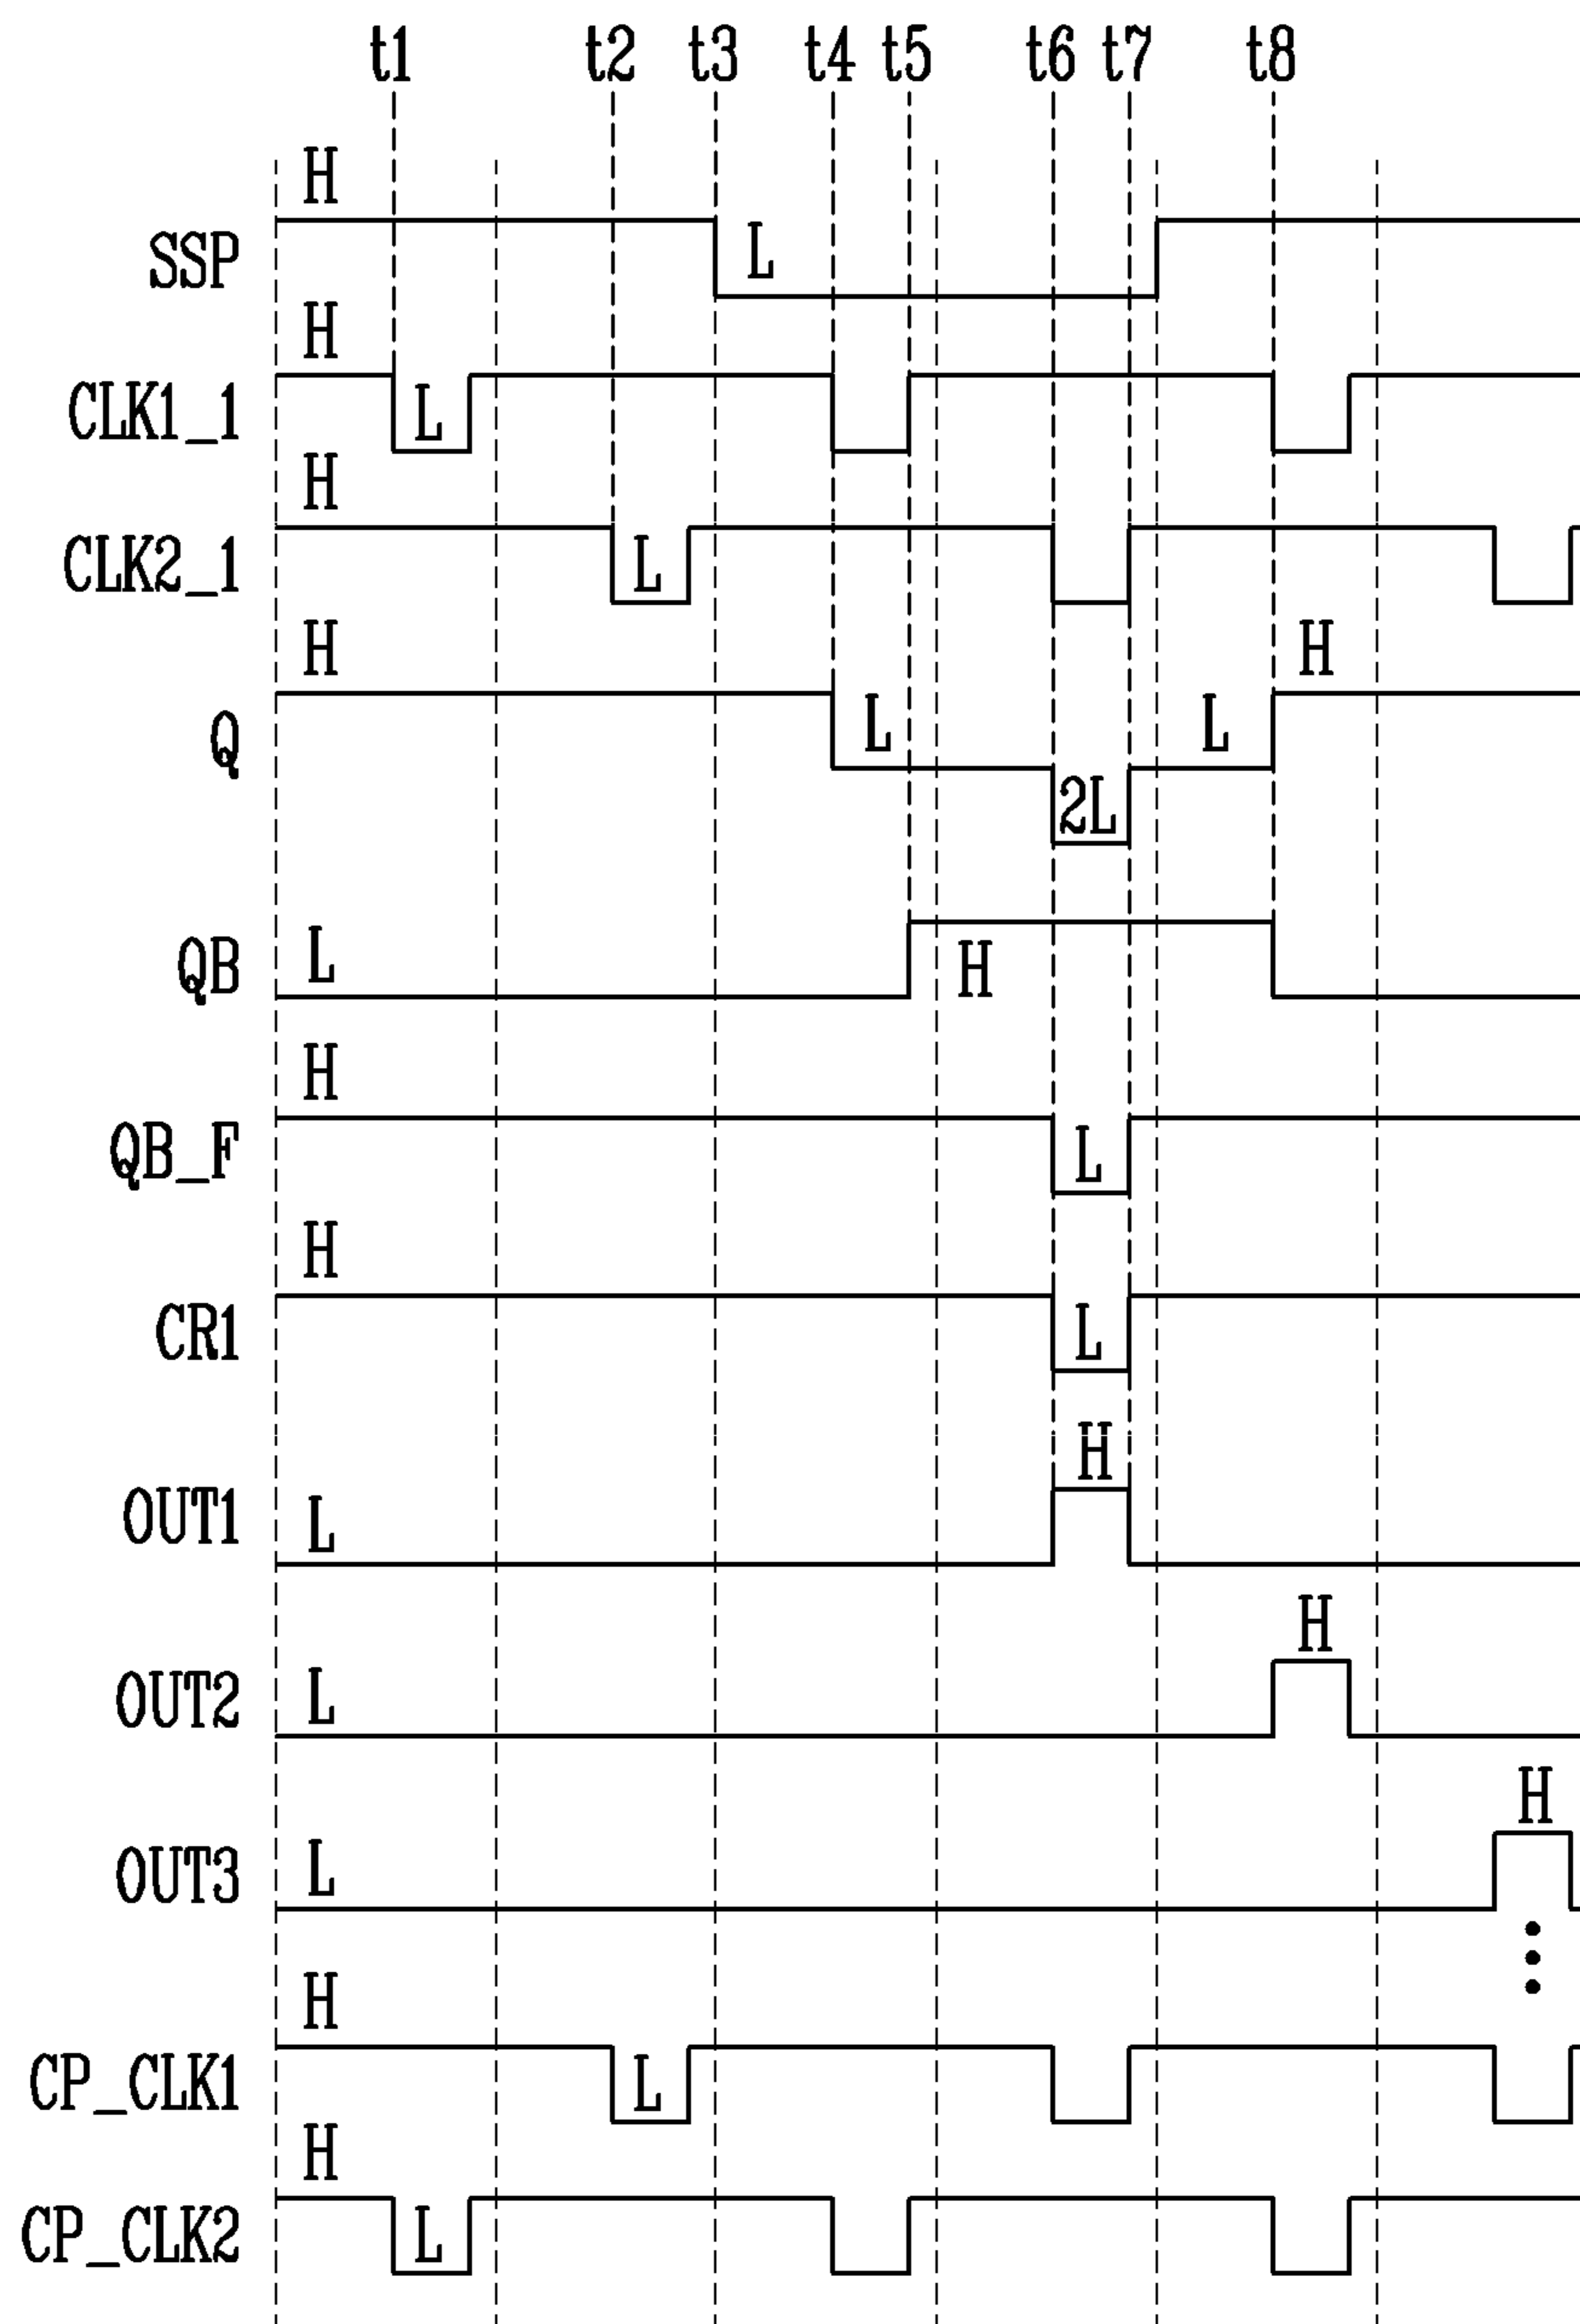 t1 t2 t3 t4 t5 t6 t7 t8
H
SSP L
H
CLK1_1 L
H
CLK2_1 L
H H
Q L L
2L
QB L H
H
QB_F L
H
CR1 L
H
OUT1 L
H
OUT2 L
H
OUT3 L
H
CP_CLK1 L
H
CP_CLK2 L